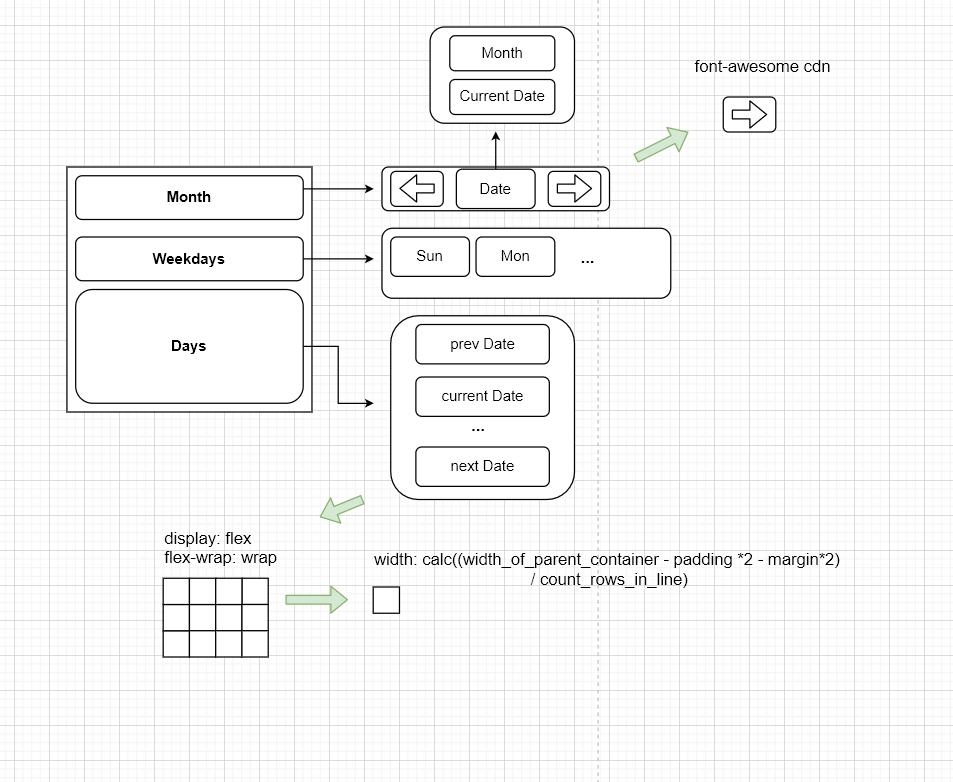 Month
Current Date
font-awesome cdn
Month
Date
Weekdays
Sun
Mon
...
Days
prev Date
current Date
...
next Date
display: flex
flex-wrap: wrap
width: calc((width_of_parent_container - padding *2 - margin*2)
/ count_rows_in_line)